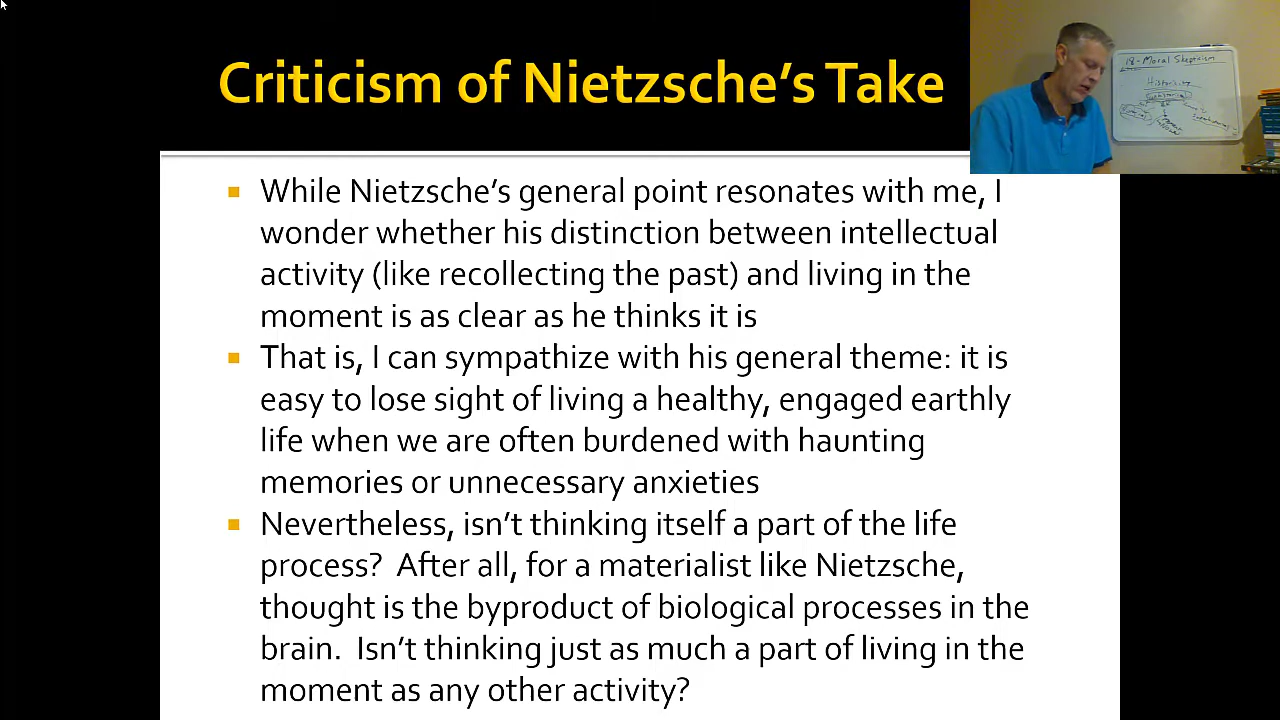 Criticism of Nietzsche's Take
18 - Moral Skepticism
Historicity
▪ While Nietzsche's general point resonates with me, I
wonder whether his distinction between intellectual
activity (like recollecting the past) and living in the
moment is as clear as he thinks it is
▪ That is, I can sympathize with his general theme: it is
easy to lose sight of living a healthy, engaged earthly
life when we are often burdened with haunting
memories or unnecessary anxieties
▪ Nevertheless, isn't thinking itself a part of the life
process?  After all, for a materialist like Nietzsche,
thought is the byproduct of biological processes in the
brain.  Isn't thinking just as much a part of living in the
moment as any other activity?